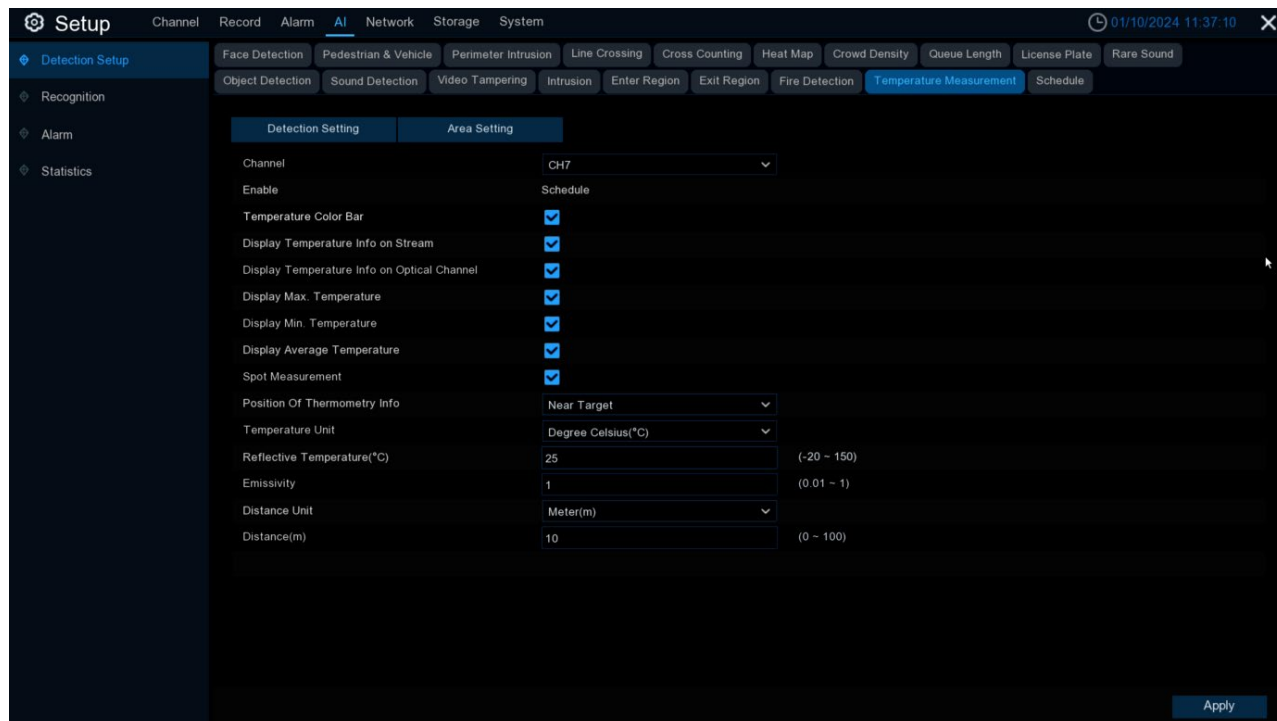 Setup Channel Record Alarm AI Network Storage System 01/10/2024 11:37:10
Detection Setup
Recognition
Alarm
Statistics
Face Detection Pedestrian & Vehicle Perimeter Intrusion Line Crossing Cross Counting Heat Map Crowd Density Queue Length License Plate Rare Sound
Object Detection Sound Detection Video Tampering Intrusion Enter Region Exit Region Fire Detection Temperature Measurement Schedule
Detection Setting Area Setting
Channel CH7
Enable Schedule
Temperature Color Bar
Display Temperature Info on Stream
Display Temperature Info on Optical Channel
Display Max. Temperature
Display Min. Temperature
Display Average Temperature
Spot Measurement
Position Of Thermometry Info Near Target
Temperature Unit Degree Celsius(°C)
Reflective Temperature(°C) 25 (-20 ~ 150)
Emissivity 1 (0.01 ~ 1)
Distance Unit Meter(m)
Distance(m) 10 (0 ~ 100)
Apply